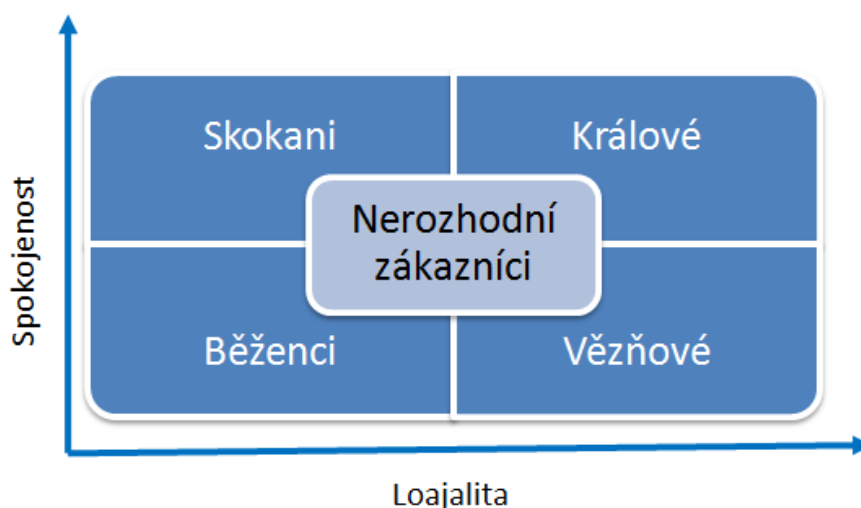 Spokojenost
Skokani
Králové
Nerozhodní
zákazníci
Běženci
Vězňové
Loajalita